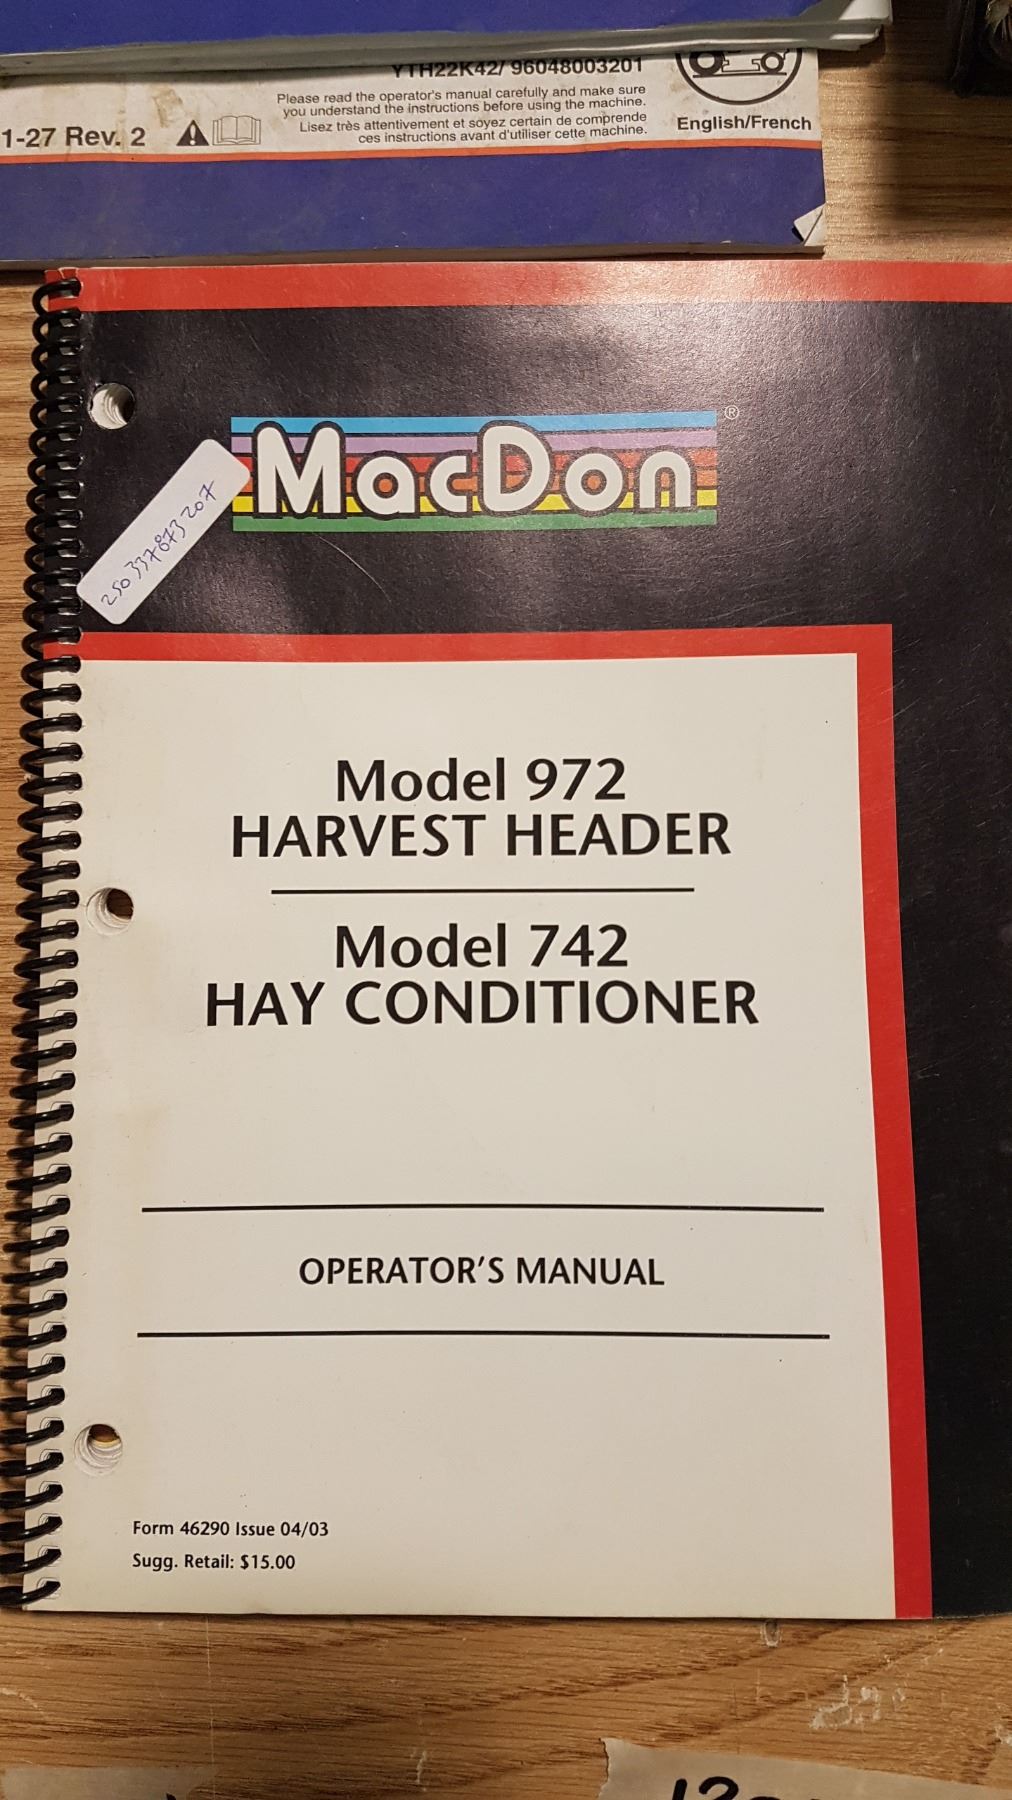 YTH22K42/ 96048003201
Please read the operator's manual carefully and make sure
you understand the instructions before using the machine.
Lisez très attentivement et soyez certain de comprendre
ces instructions avant d'utiliser cette machine.
1-27 Rev. 2
English/French
MacDon®
250337873207
Model 972
HARVEST HEADER
Model 742
HAY CONDITIONER
OPERATOR'S MANUAL
Form 46290 Issue 04/03
Sugg. Retail: $15.00